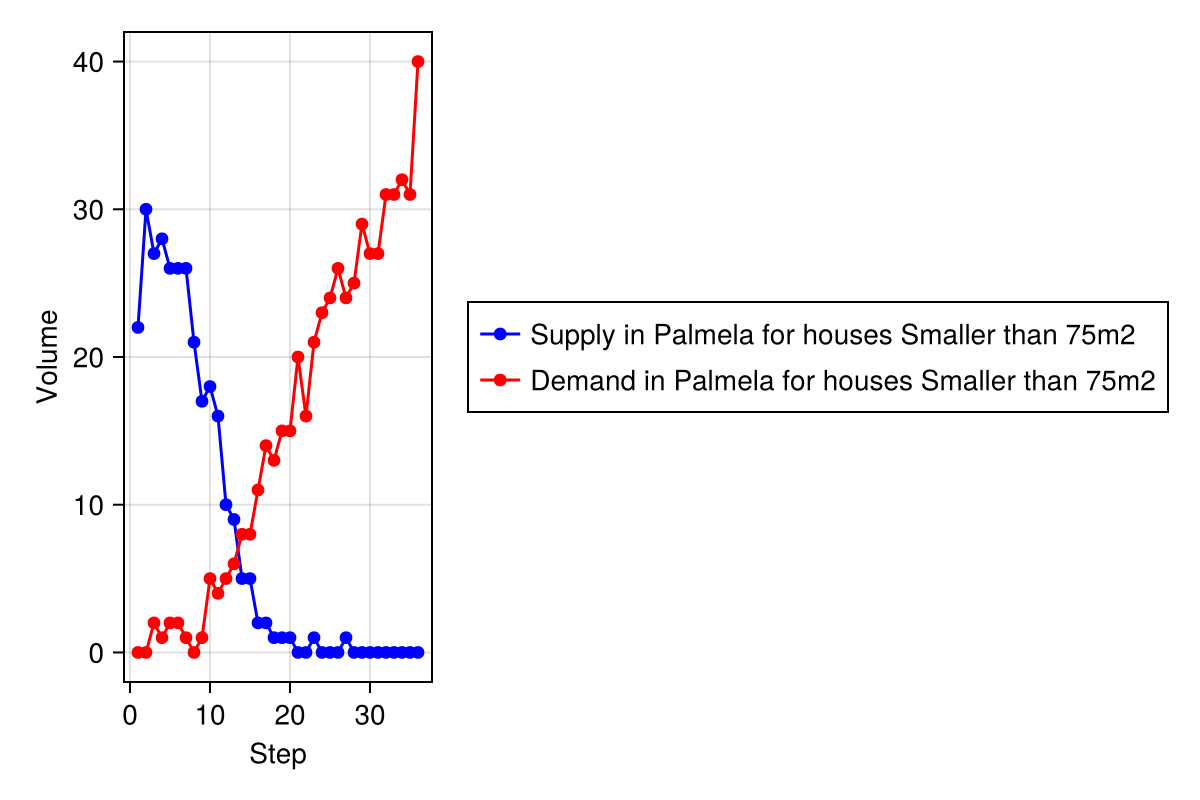 40
30
20
10
0
Volume
0 10 20 30
Step
Supply in Palmela for houses Smaller than 75m2
Demand in Palmela for houses Smaller than 75m2